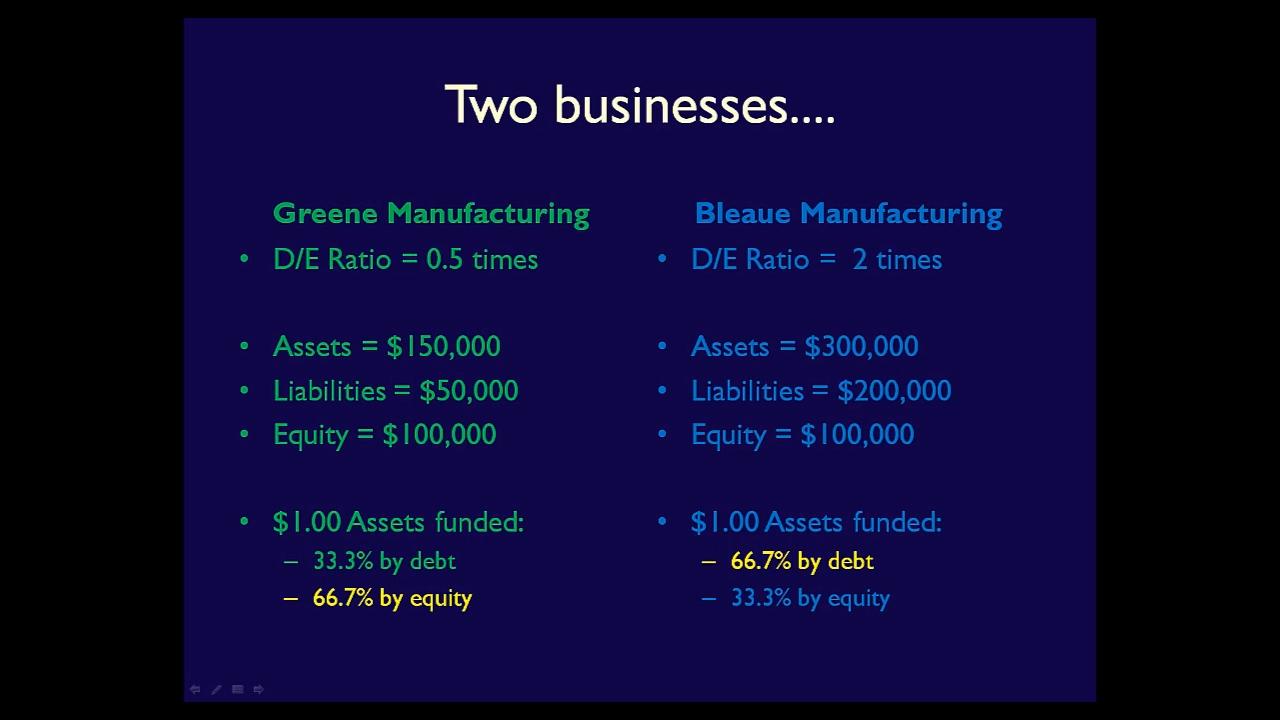 Two businesses....
Greene Manufacturing
• D/E Ratio = 0.5 times
• Assets = $150,000
• Liabilities = $50,000
• Equity = $100,000
• $1.00 Assets funded:
– 33.3% by debt
– 66.7% by equity
Bleaue Manufacturing
• D/E Ratio =  2 times
• Assets = $300,000
• Liabilities = $200,000
• Equity = $100,000
• $1.00 Assets funded:
– 66.7% by debt
– 33.3% by equity